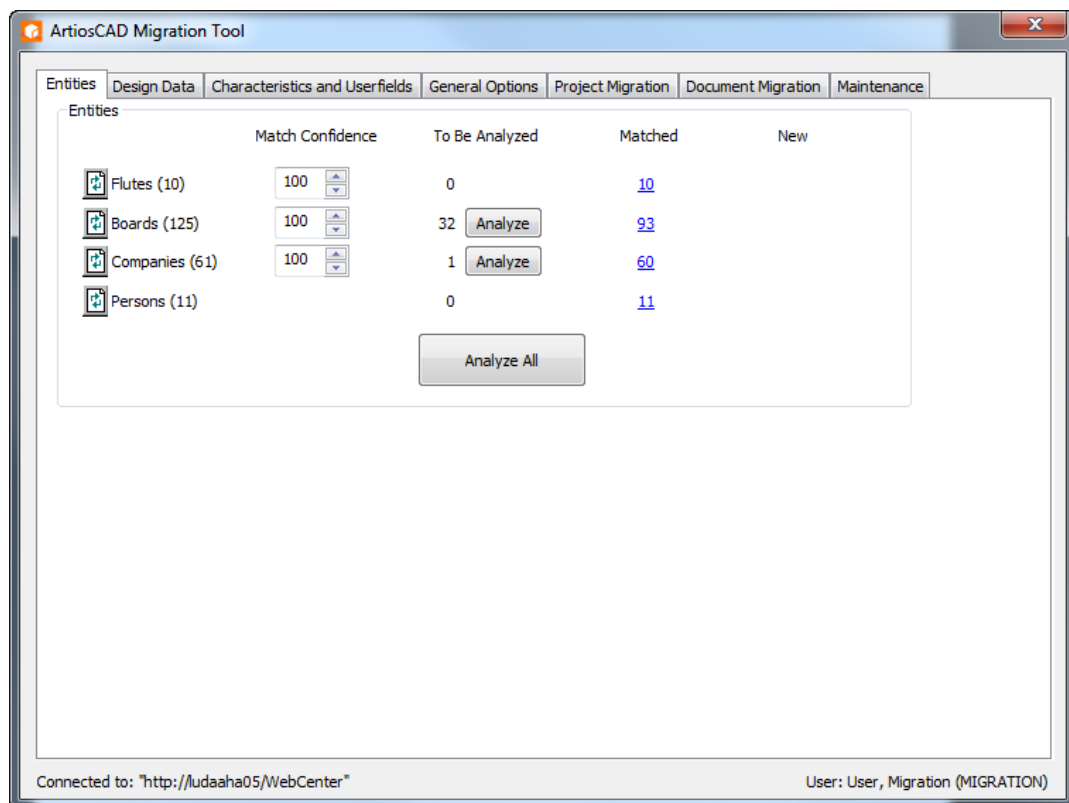 ArtiosCAD Migration Tool
Entities Design Data Characteristics and Userfields General Options Project Migration Document Migration Maintenance
Entities
Match Confidence To Be Analyzed Matched New
Flutes (10) 100 0 10
Boards (125) 100 32 Analyze 93
Companies (61) 100 1 Analyze 60
Persons (11) 0 11
Analyze All
Connected to: "http://ludaaha05/WebCenter" User: User, Migration (MIGRATION)